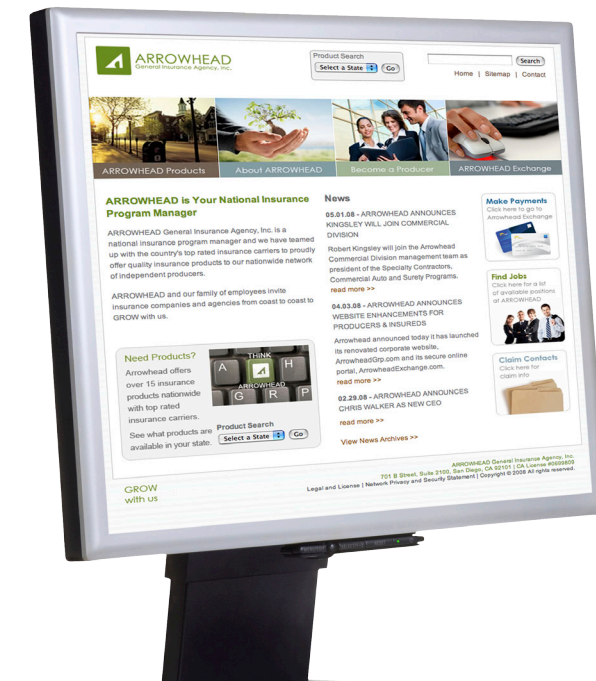 ARROWHEAD
General Insurance Agency, Inc.
Product Search
Select a State Go
Search
Home | Sitemap | Contact
ARROWHEAD Products
About ARROWHEAD
Become a Producer
ARROWHEAD Exchange
ARROWHEAD is Your National Insurance
Program Manager
ARROWHEAD General Insurance Agency, Inc. is a
national insurance program manager and we have teamed
up with the country's top rated insurance carriers to proudly
offer quality insurance products to our nationwide network
of independent producers.
ARROWHEAD and our family of employees invite
insurance companies and agencies from coast to coast to
GROW with us.
Need Products?
Arrowhead offers
over 15 insurance
products nationwide
with top rated
insurance carriers.
See what products are
available in your state.
THINK
A H
ARROWHEAD
G R P
Product Search
Select a State Go
News
05.01.08 - ARROWHEAD ANNOUNCES
KINGSLEY WILL JOIN COMMERCIAL
DIVISION
Robert Kingsley will join the Arrowhead
Commercial Division management team as
president of the Specialty Contractors,
Commercial Auto and Surety Programs.
read more >>
04.03.08 - ARROWHEAD ANNOUNCES
WEBSITE ENHANCEMENTS FOR
PRODUCERS & INSUREDS
Arrowhead announced today it has launched
its renovated corporate website,
ArrowheadGrp.com and its secure online
portal, ArrowheadExchange.com.
read more >>
02.29.08 - ARROWHEAD ANNOUNCES
CHRIS WALKER AS NEW CEO
read more >>
View News Archives >>
Make Payments
Click here to go to
Arrowhead Exchange
Find Jobs
Click here for a list
of available positions
at ARROWHEAD
Claim Contacts
Click here for
claim info
GROW
with us
ARROWHEAD General Insurance Agency, Inc.
701 B Street, Suite 2100, San Diego, CA 92101 | CA License #0699809
Legal and License | Network Privacy and Security Statement | Copyright © 2008 All rights reserved.